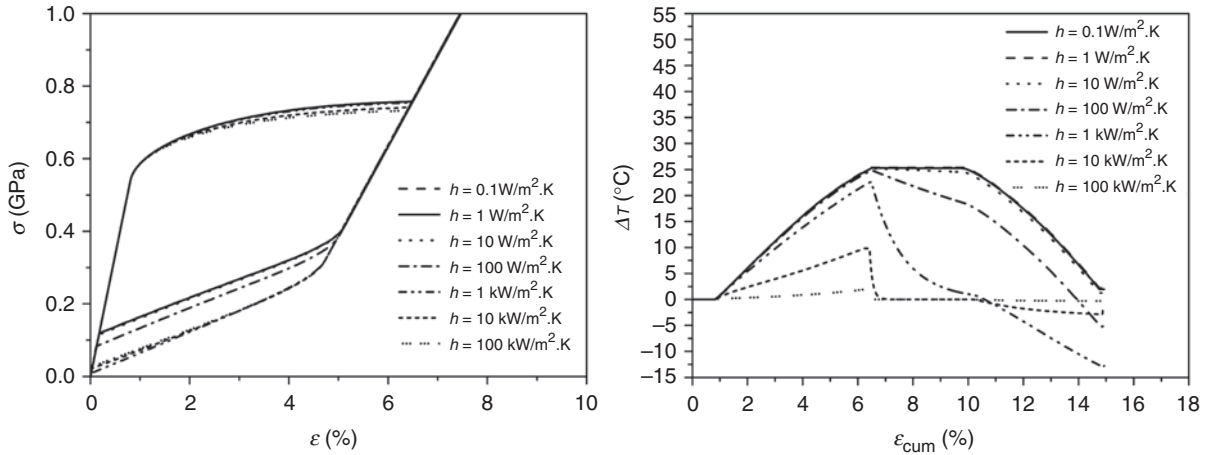 1.0
0.8
0.6
0.4
0.2
0.0
σ (GPa)
h = 0.1W/m².K
h = 1 W/m².K
h = 10 W/m².K
h = 100 W/m².K
h = 1 kW/m².K
h = 10 kW/m².K
h = 100 kW/m².K
0 2 4 6 8 10
ε (%)
55
50
45
40
35
30
25
20
15
10
5
0
−5
−10
−15
ΔT (°C)
h = 0.1W/m².K
h = 1 W/m².K
h = 10 W/m².K
h = 100 W/m².K
h = 1 kW/m².K
h = 10 kW/m².K
h = 100 kW/m².K
0 2 4 6 8 10 12 14 16 18
εcum (%)